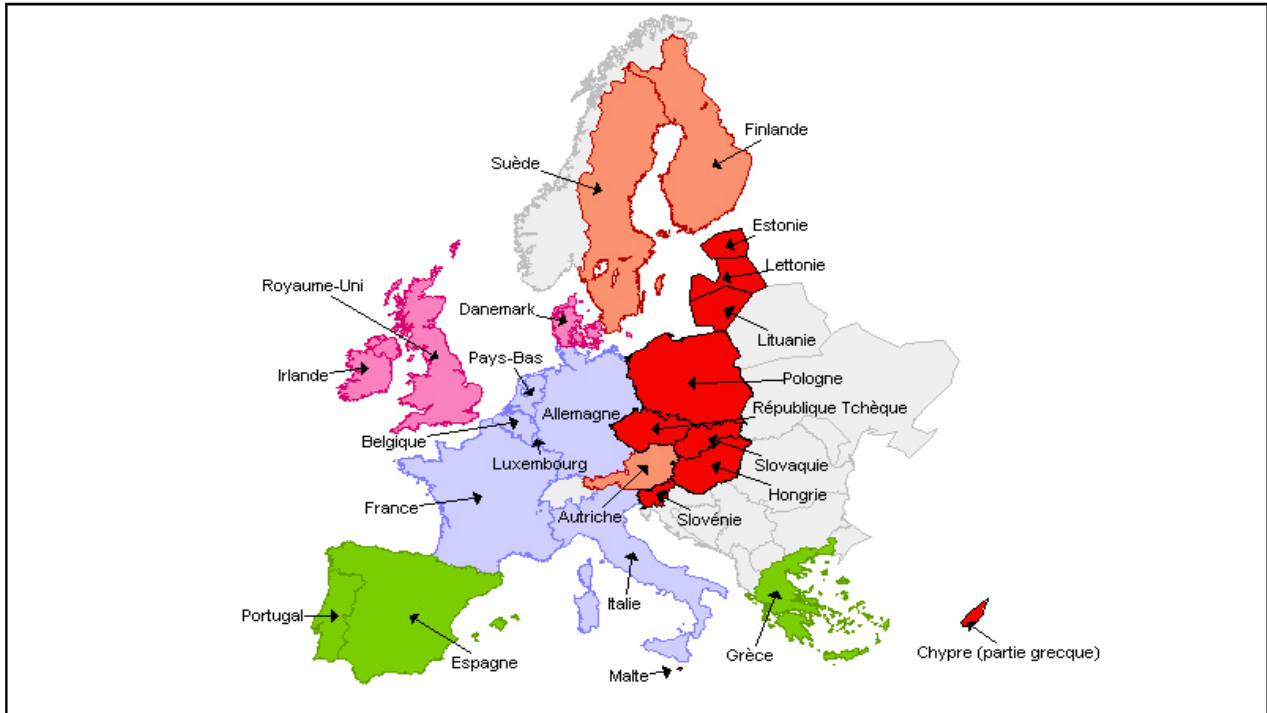 Finlande
Suède
Estonie
Lettonie
Royaume-Uni
Danemark
Lituanie
Pays-Bas
Irlande
Pologne
République Tchèque
Allemagne
Belgique
Luxembourg
Slovaquie
Hongrie
France
Autriche
Slovénie
Italie
Portugal
Grèce
Chypre (partie grecque)
Espagne
Malte